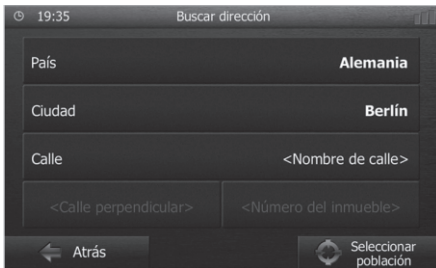 19:35 Buscar dirección
País Alemania
Ciudad Berlín
Calle <Nombre de calle>
<Calle perpendicular> <Número del inmueble>
Atrás Seleccionar
población